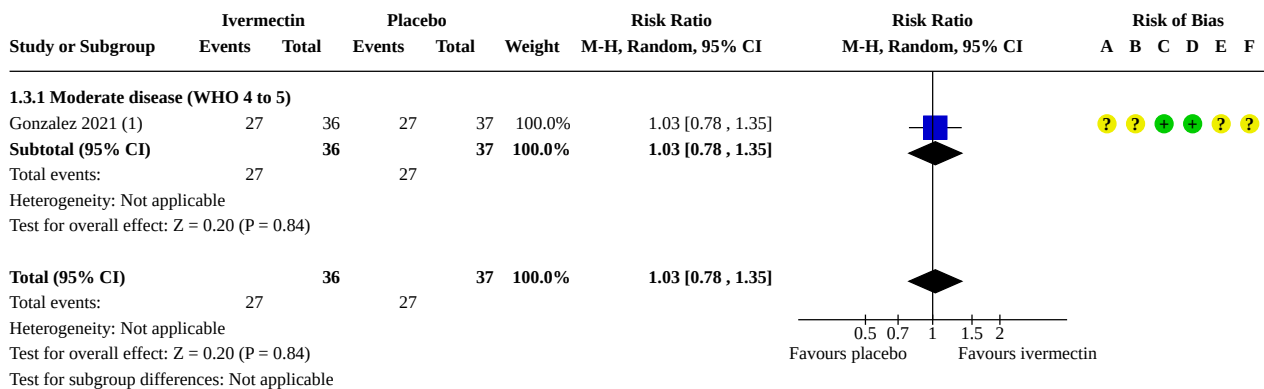 Ivermectin Placebo Risk Ratio Risk Ratio Risk of Bias
Study or Subgroup Events Total Events Total Weight M-H, Random, 95% CI M-H, Random, 95% CI A B C D E F
1.3.1 Moderate disease (WHO 4 to 5)
Gonzalez 2021 (1) 27 36 27 37 100.0% 1.03 [0.78 , 1.35] ? ? + + ? ?
Subtotal (95% CI) 36 37 100.0% 1.03 [0.78 , 1.35]
Total events: 27 27
Heterogeneity: Not applicable
Test for overall effect: Z = 0.20 (P = 0.84)
Total (95% CI) 36 37 100.0% 1.03 [0.78 , 1.35]
Total events: 27 27
Heterogeneity: Not applicable 0.5 0.7 1 1.5 2
Test for overall effect: Z = 0.20 (P = 0.84) Favours placebo Favours ivermectin
Test for subgroup differences: Not applicable